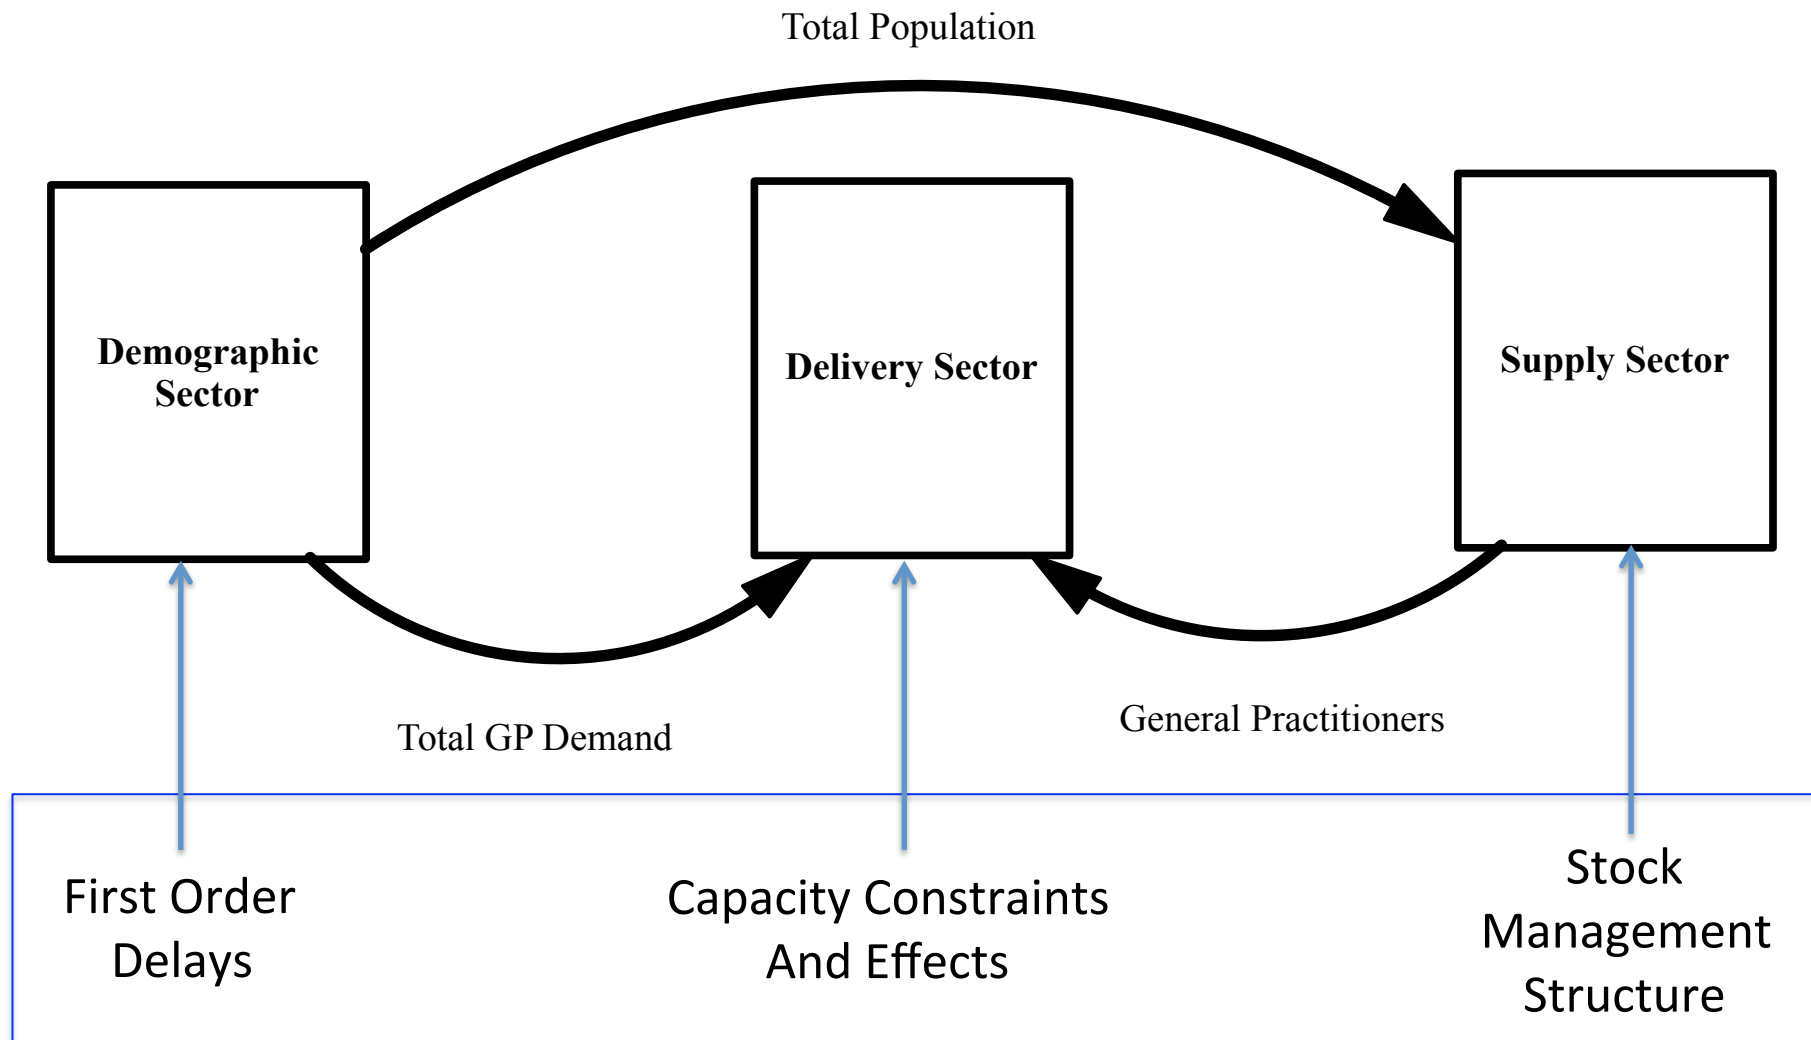 Total Population
Demographic
Sector
Delivery Sector
Supply Sector
Total GP Demand
General Practitioners
First Order
Delays
Capacity Constraints
And Effects
Stock
Management
Structure